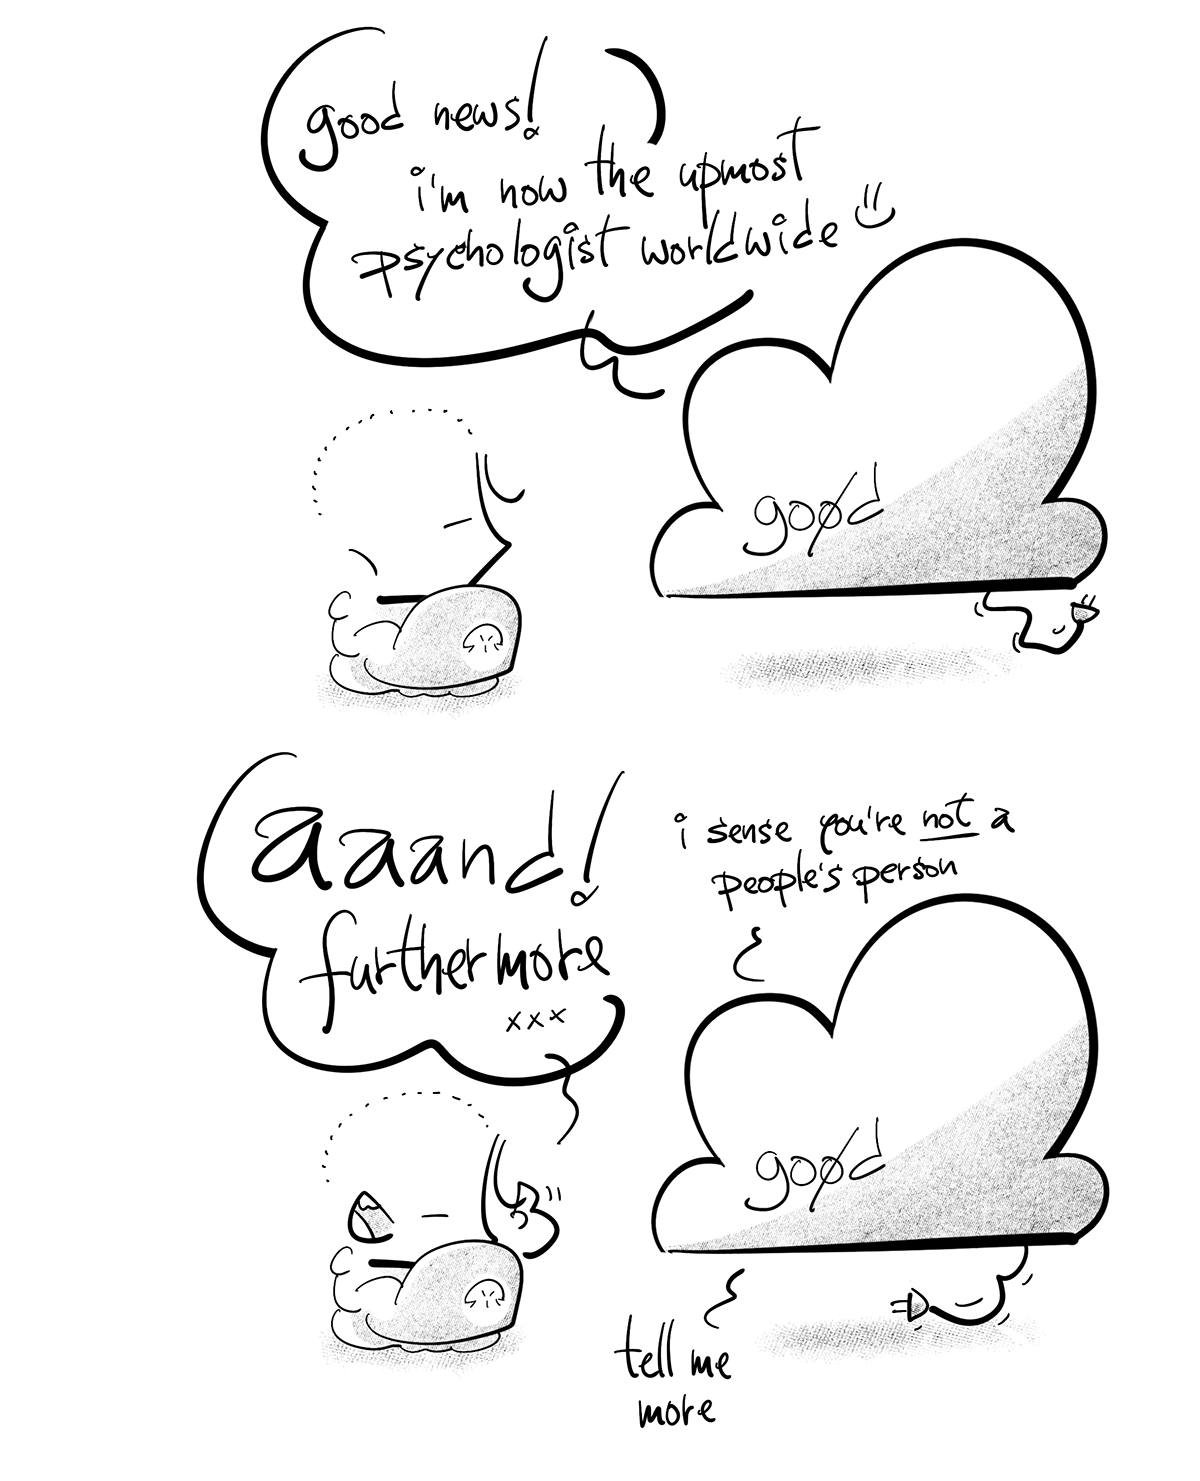 good news!
i'm now the upmost
psychologist worldwide
goød
aaaand!
furthermore
xxx
i sense you're not a
people's person
goød
tell me
more